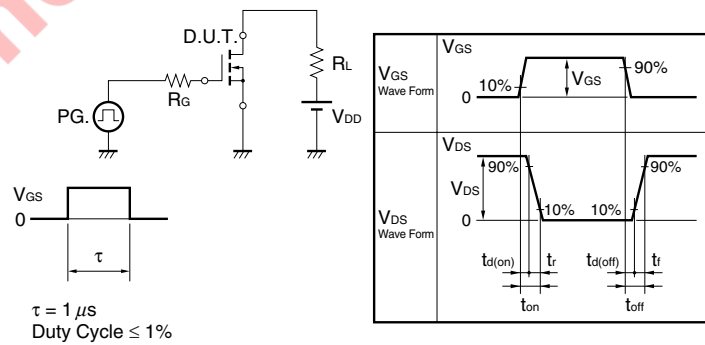 D.U.T.
RL
RG
PG.
VDD
VGS
0
τ
τ = 1 μs
Duty Cycle ≤ 1%
VGS
Wave Form
VGS
10%
0
VGS
90%
VDS
Wave Form
VDS
90%
VDS
0
10%
10%
90%
td(on)
tr
td(off)
tf
ton
toff